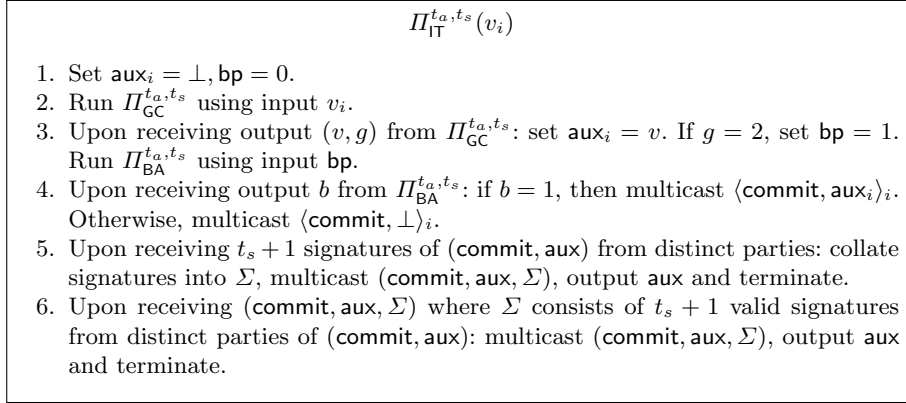 Π_IT^{t_a,t_s}(v_i)
1. Set aux_i = ⊥, bp = 0.
2. Run Π_GC^{t_a,t_s} using input v_i.
3. Upon receiving output (v, g) from Π_GC^{t_a,t_s}: set aux_i = v. If g = 2, set bp = 1.
Run Π_BA^{t_a,t_s} using input bp.
4. Upon receiving output b from Π_BA^{t_a,t_s}: if b = 1, then multicast ⟨commit, aux_i⟩_i.
Otherwise, multicast ⟨commit, ⊥⟩_i.
5. Upon receiving t_s + 1 signatures of (commit, aux) from distinct parties: collate
signatures into Σ, multicast (commit, aux, Σ), output aux and terminate.
6. Upon receiving (commit, aux, Σ) where Σ consists of t_s + 1 valid signatures
from distinct parties of (commit, aux): multicast (commit, aux, Σ), output aux
and terminate.